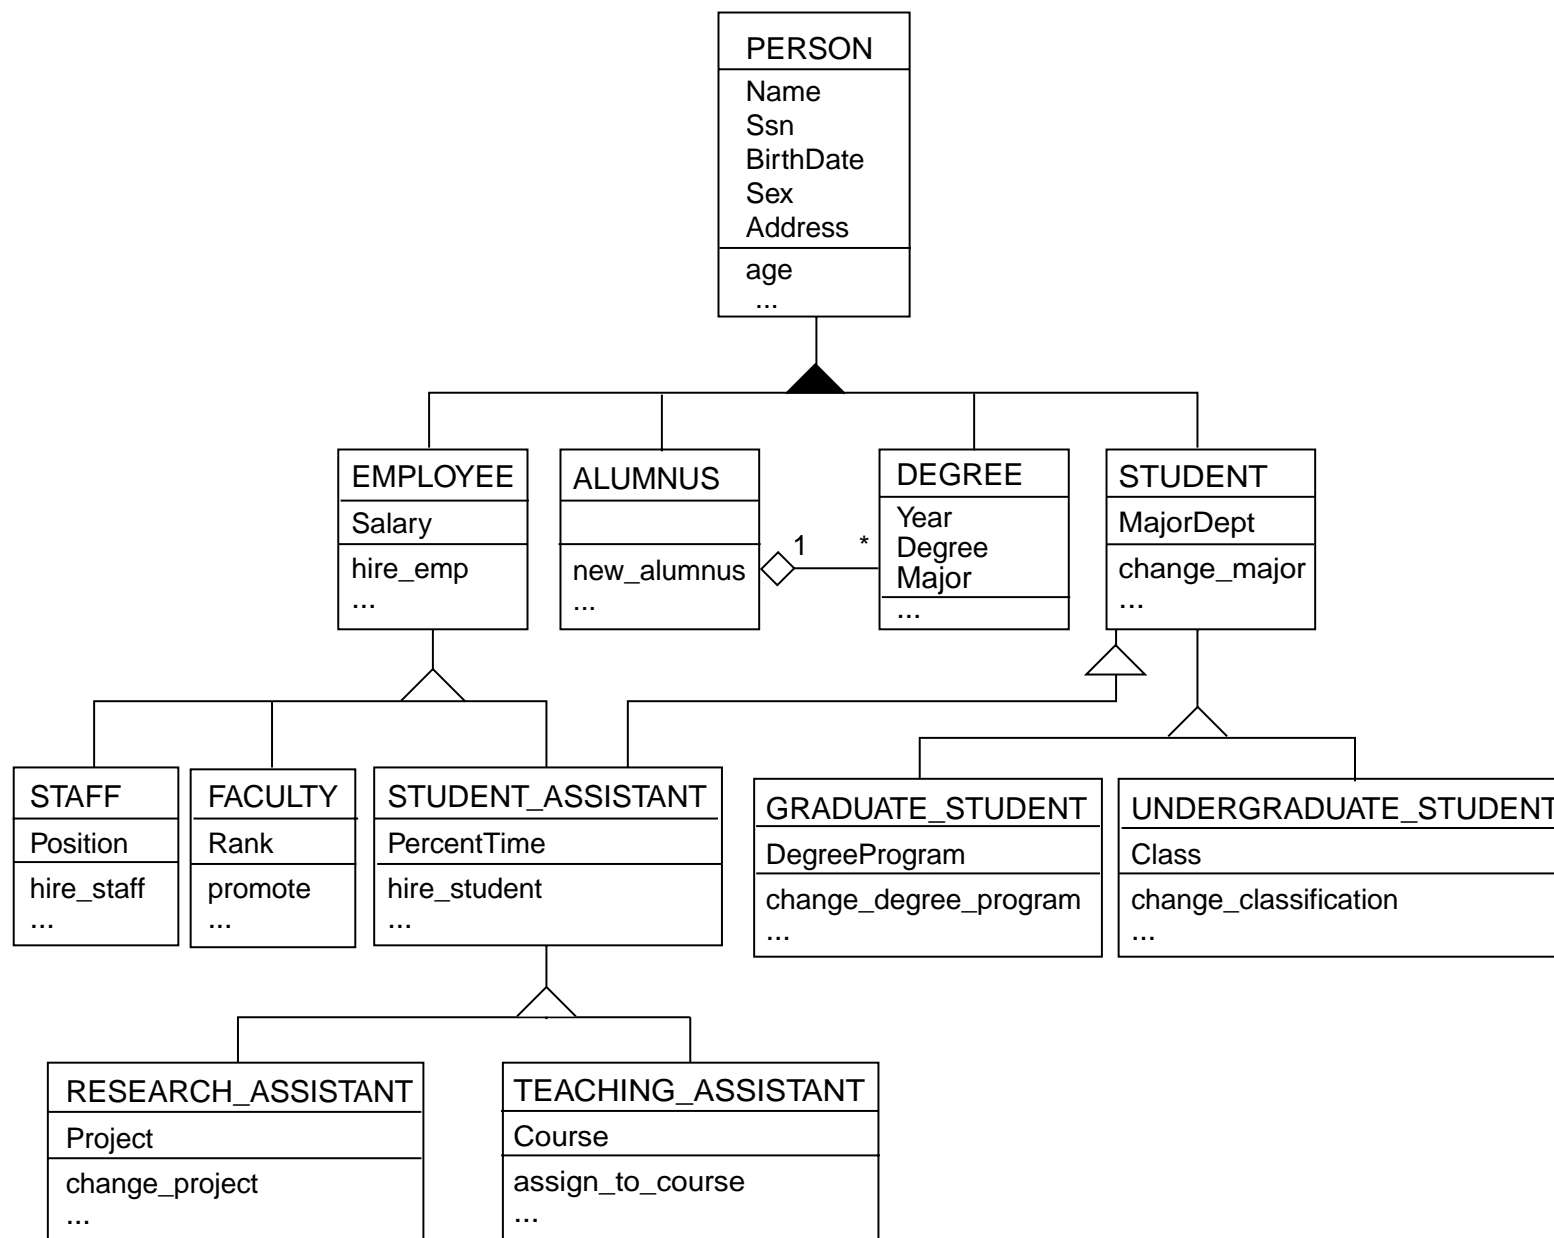 PERSON
Name
Ssn
BirthDate
Sex
Address
age
...
EMPLOYEE
Salary
hire_emp
...
ALUMNUS
new_alumnus
...
1
*
DEGREE
Year
Degree
Major
...
STUDENT
MajorDept
change_major
...
STAFF
Position
hire_staff
...
FACULTY
Rank
promote
...
STUDENT_ASSISTANT
PercentTime
hire_student
...
GRADUATE_STUDENT
DegreeProgram
change_degree_program
...
UNDERGRADUATE_STUDENT
Class
change_classification
...
RESEARCH_ASSISTANT
Project
change_project
...
TEACHING_ASSISTANT
Course
assign_to_course
...